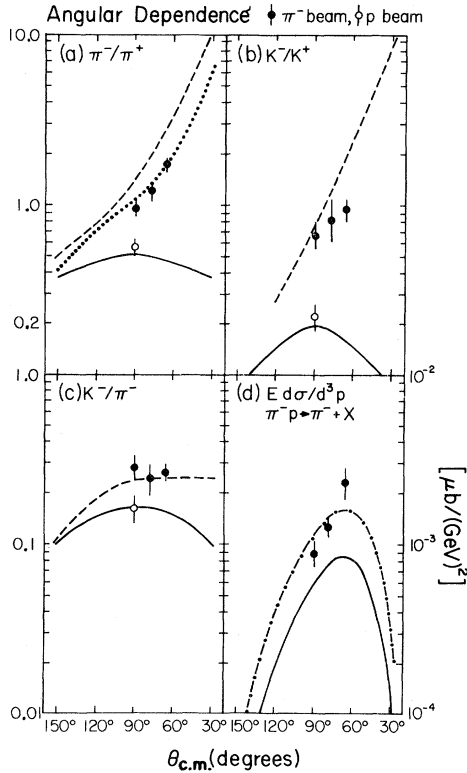 Angular Dependence ● π⁻ beam, ○ p beam
10.0
(a) π⁻/π⁺
(b) K⁻/K⁺
1.0
0.2
1.0
10⁻²
(c) K⁻/π⁻
(d) E dσ/d³p
π⁻p→π⁻+X
0.1
10⁻³
[μb/(GeV)²]
0.01
10⁻⁴
150° 120° 90° 60° 30° 150° 120° 90° 60° 30°
θc.m.(degrees)